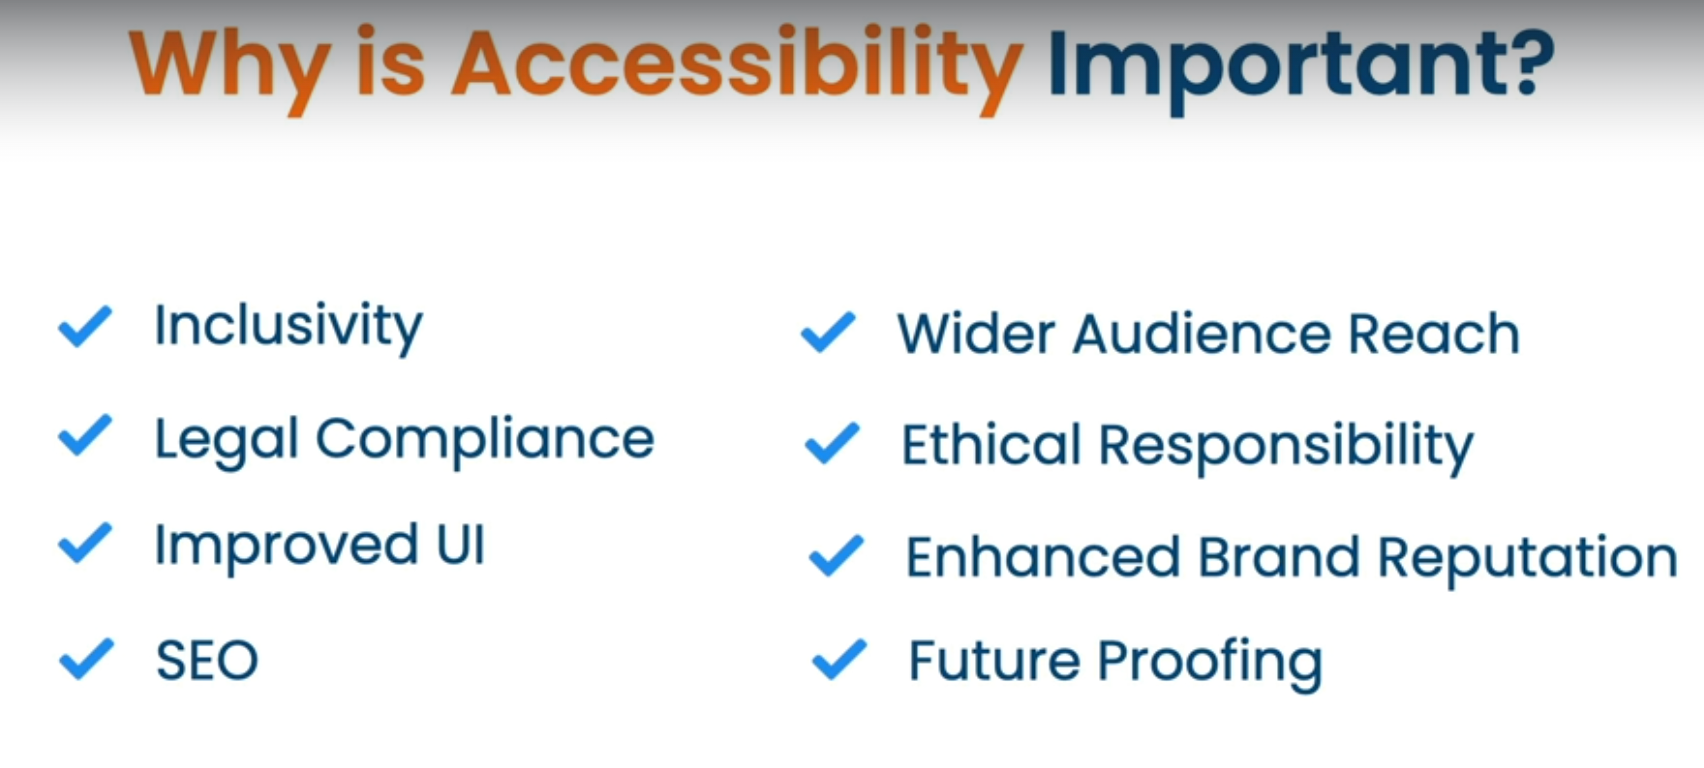 Why is Accessibility Important?
Inclusivity
Legal Compliance
Improved UI
SEO
Wider Audience Reach
Ethical Responsibility
Enhanced Brand Reputation
Future Proofing